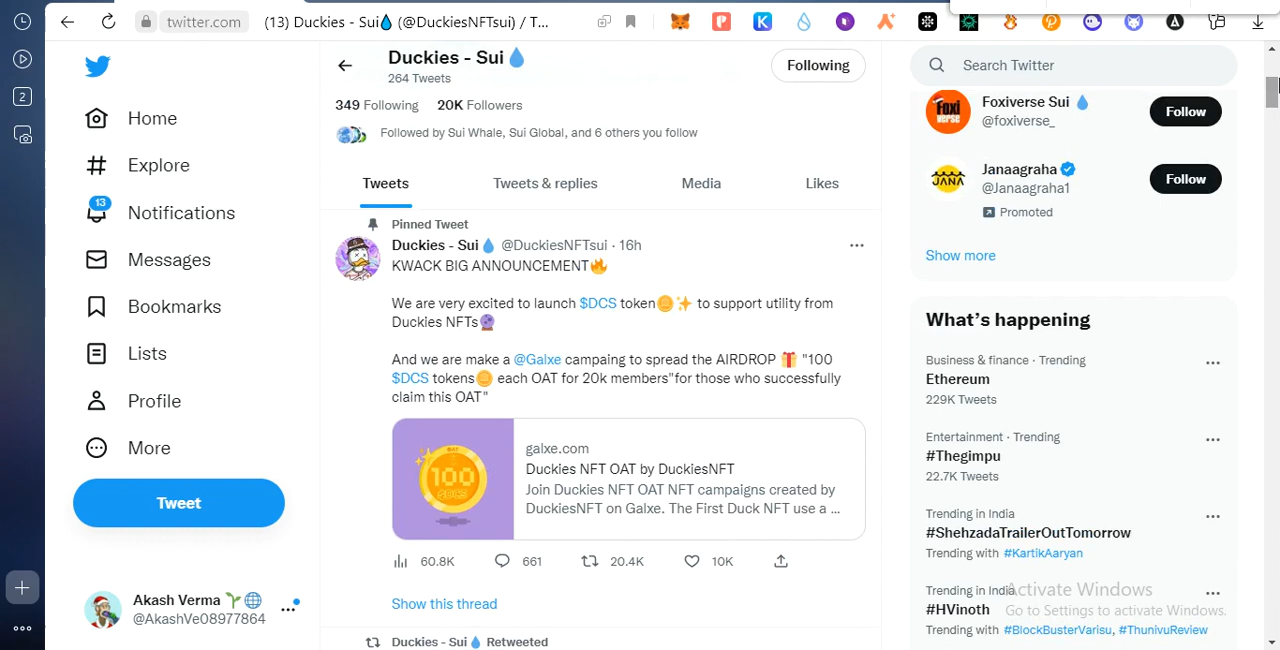 twitter.com
(13) Duckies - Sui💧 (@DuckiesNFTsui) / T...
2
Home
Explore
13
Notifications
Messages
Bookmarks
Lists
Profile
More
Tweet
Akash Verma 🌱🌐
@AkashVe08977864
Duckies - Sui💧
264 Tweets
Following
349 Following 20K Followers
Followed by Sui Whale, Sui Global, and 6 others you follow
Tweets Tweets & replies Media Likes
Pinned Tweet
Duckies - Sui💧 @DuckiesNFTsui · 16h
KWACK BIG ANNOUNCEMENT🔥
We are very excited to launch $DCS token🪙✨ to support utility from
Duckies NFTs🔮
And we are make a @Galxe campaing to spread the AIRDROP 🎁 "100
$DCS tokens🪙 each OAT for 20k members"for those who successfully
claim this OAT"
100
galxe.com
Duckies NFT OAT by DuckiesNFT
Join Duckies NFT OAT NFT campaigns created by
DuckiesNFT on Galxe. The First Duck NFT use a ...
60.8K 661 20.4K 10K
Show this thread
Duckies - Sui💧 Retweeted
Search Twitter
Foxi
verse
Foxiverse Sui 💧
@foxiverse_
Follow
JANA
Janaagraha
@Janaagraha1
Follow
Promoted
Show more
What's happening
Business & finance · Trending
Ethereum
229K Tweets
Entertainment · Trending
#Thegimpu
22.7K Tweets
Trending in India
#ShehzadaTrailerOutTomorrow
Trending with #KartikAaryan
Trending in India
#HVinoth
Trending with #BlockBusterVarisu, #ThunivuReview
Activate Windows
Go to Settings to activate Windows.